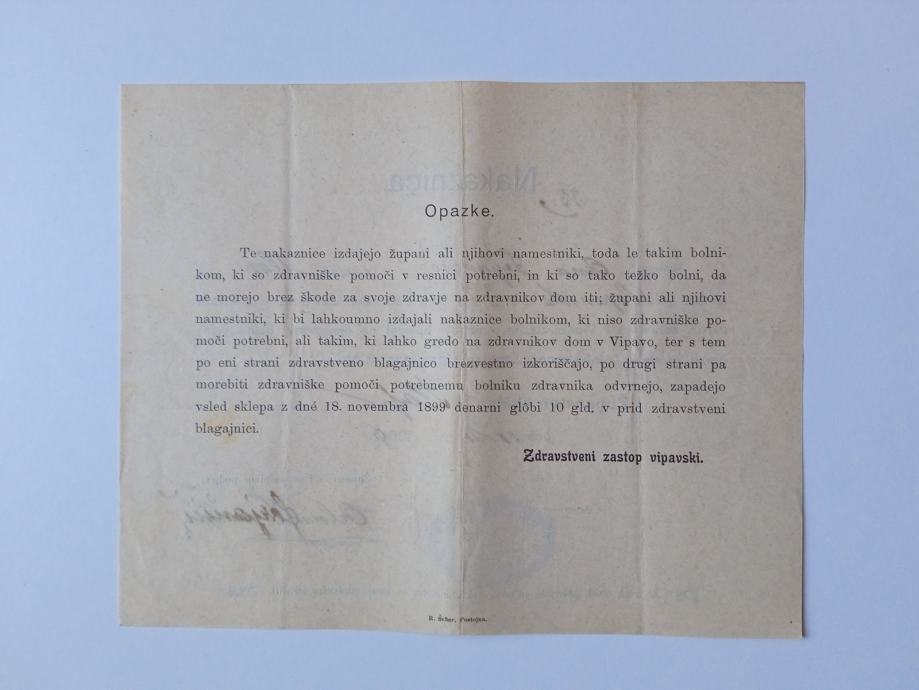 Nakaznica.
Opazke.
Te nakaznice izdajejo župani ali njihovi namestniki, toda le takim bolni-
kom, ki so zdravniške pomoči v resnici potrebni, in ki so tako težko bolni, da
ne morejo brez škode za svoje zdravje na zdravnikov dom iti; župani ali njihovi
namestniki, ki bi lahkoumno izdajali nakaznice bolnikom, ki niso zdravniške po-
moči potrebni, ali takim, ki lahko gredo na zdravnikov dom v Vipavo, ter s tem
po eni strani zdravstveno blagajnico brezvestno izkoriščajo, po drugi strani pa
morebiti zdravniške pomoči potrebnemu bolniku zdravnika odvrnejo, zapadejo
vsled sklepa z dné 18. novembra 1899 denarni glôbi 10 gld. v prid zdravstveni
blagajnici.
Zdravstveni zastop vipavski.
R. Šeber, Postojna.